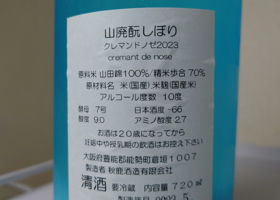 山廃酛しぼり
クレマンドノゼ2023
cremant de nose
原料米 山田錦100%/精米歩合 70%
原材料名 米(国産)米麹(国産米)
アルコール度数 10度
酵母 7号 日本酒度 -66
酸度 9.0 アミノ酸度 2.7
お酒は20歳になってから
妊娠中や授乳期の飲酒はお控え下さい
大阪府豊能郡能勢町倉垣1007
製造者 秋鹿酒造有限会社
清酒 要冷蔵 内容量 720㎖